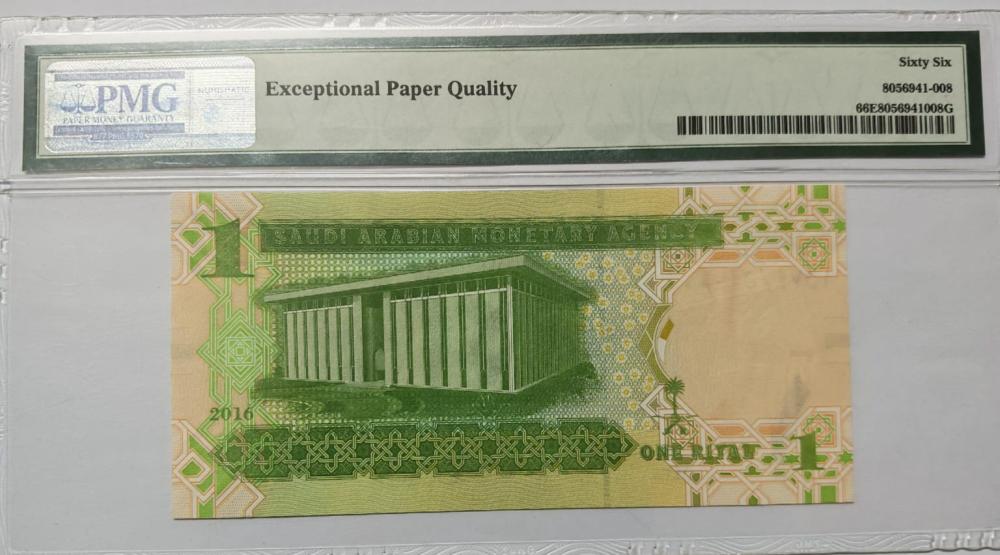 PMG
PAPER MONEY GUARANTY
NUMISMATIC
Exceptional Paper Quality
Sixty Six
8056941-008
66E8056941008G
1
SAUDI ARABIAN MONETARY AGENCY
2016
ONE RIYAL
1